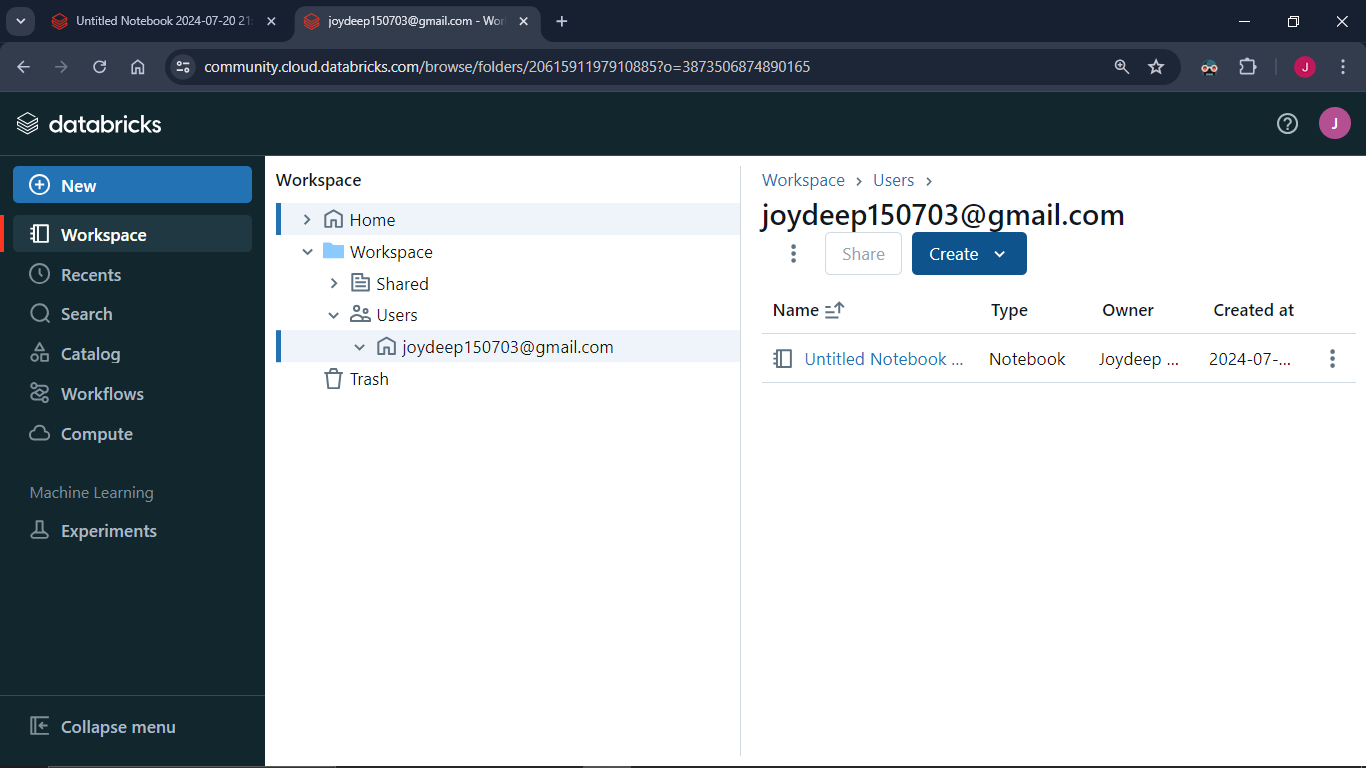 Untitled Notebook 2024-07-20 21:
joydeep150703@gmail.com - Wor
community.cloud.databricks.com/browse/folders/2061591197910885?o=3873506874890165
J
databricks
J
New
Workspace
Recents
Search
Catalog
Workflows
Compute
Machine Learning
Experiments
Collapse menu
Workspace
Home
Workspace
Shared
Users
joydeep150703@gmail.com
Trash
Workspace › Users ›
joydeep150703@gmail.com
Share Create
Name Type Owner Created at
Untitled Notebook ... Notebook Joydeep ... 2024-07-...